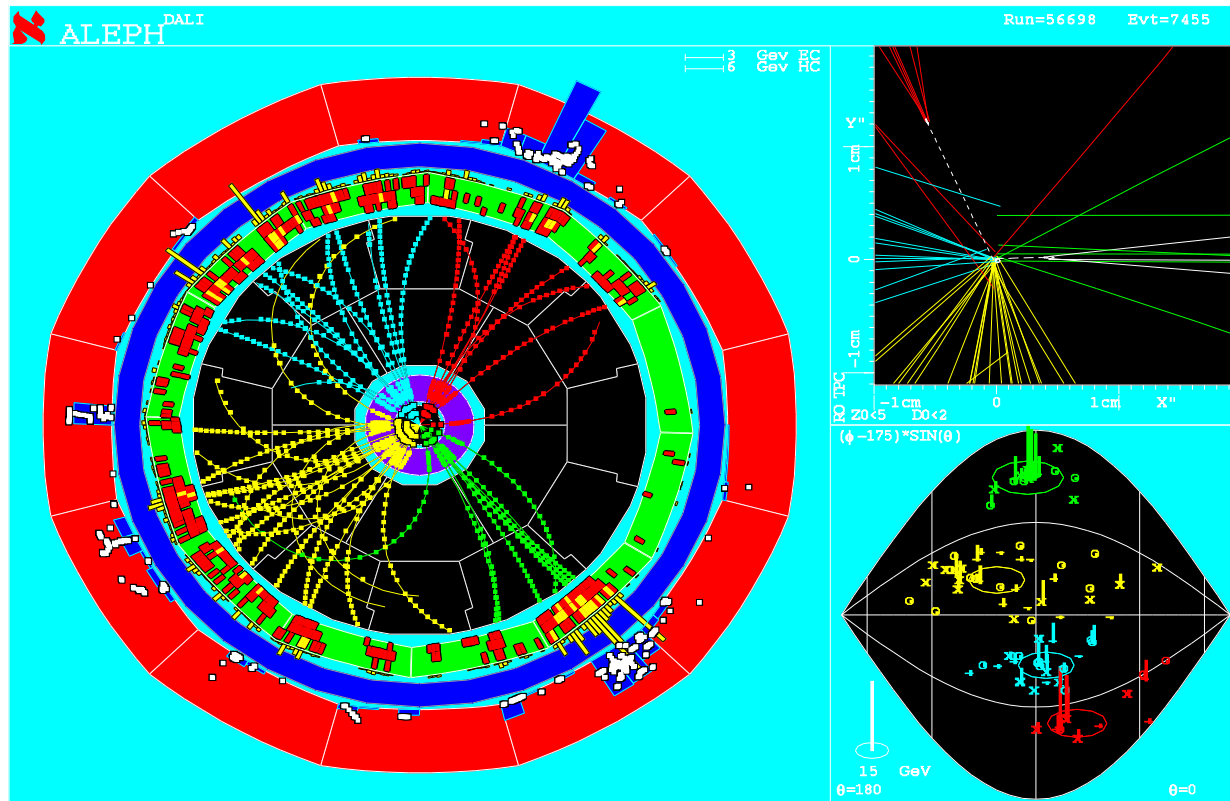 ALEPH DALI Run=56698 Evt=7455
3 Gev EC
6 Gev HC
Y"
1cm
0
-1cm
-1cm 0 1cm X"
Z0<5 D0<2
RO TPC
(ϕ-175)*SIN(θ)
15 GeV
θ=180 θ=0